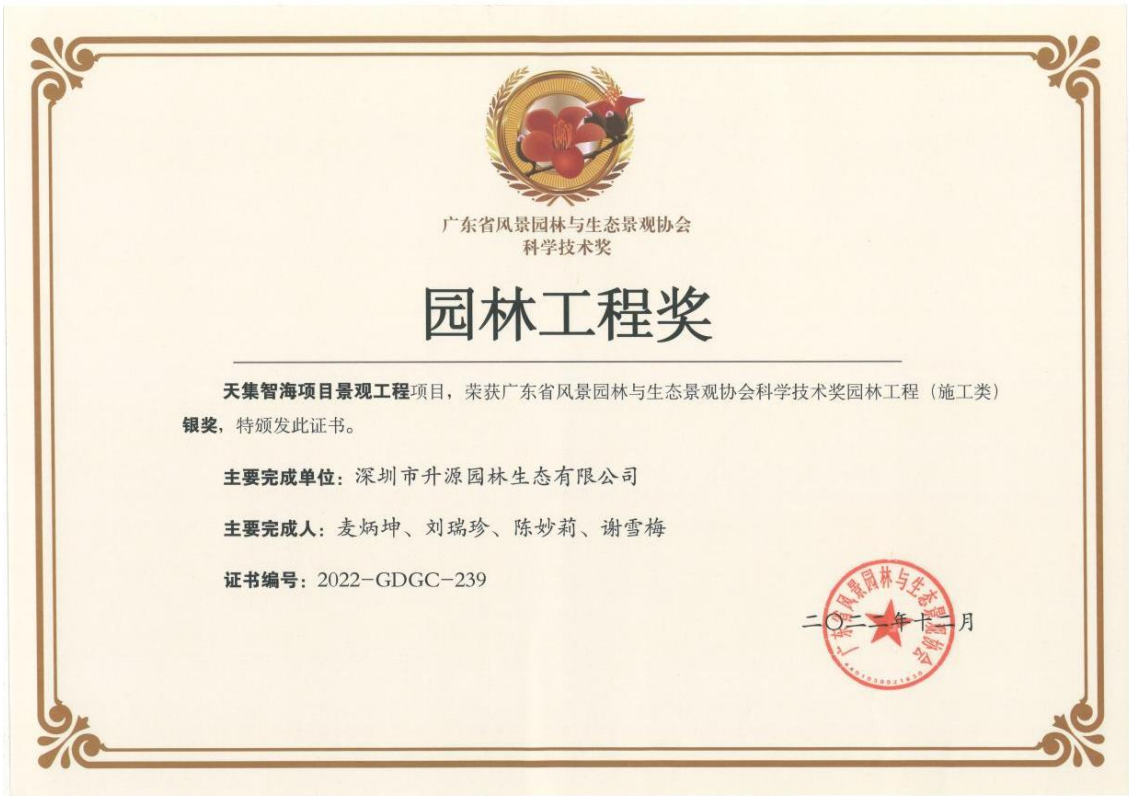 广东省风景园林与生态景观协会
科学技术奖
园林工程奖
天集智海项目景观工程项目，荣获广东省风景园林与生态景观协会科学技术奖园林工程（施工类）
银奖，特颁发此证书。
主要完成单位：深圳市升源园林生态有限公司
主要完成人：麦炳坤、刘瑞珍、陈妙莉、谢雪梅
证书编号：2022-GDGC-239
广东省风景园林与生态景观协会
二〇二二年十二月